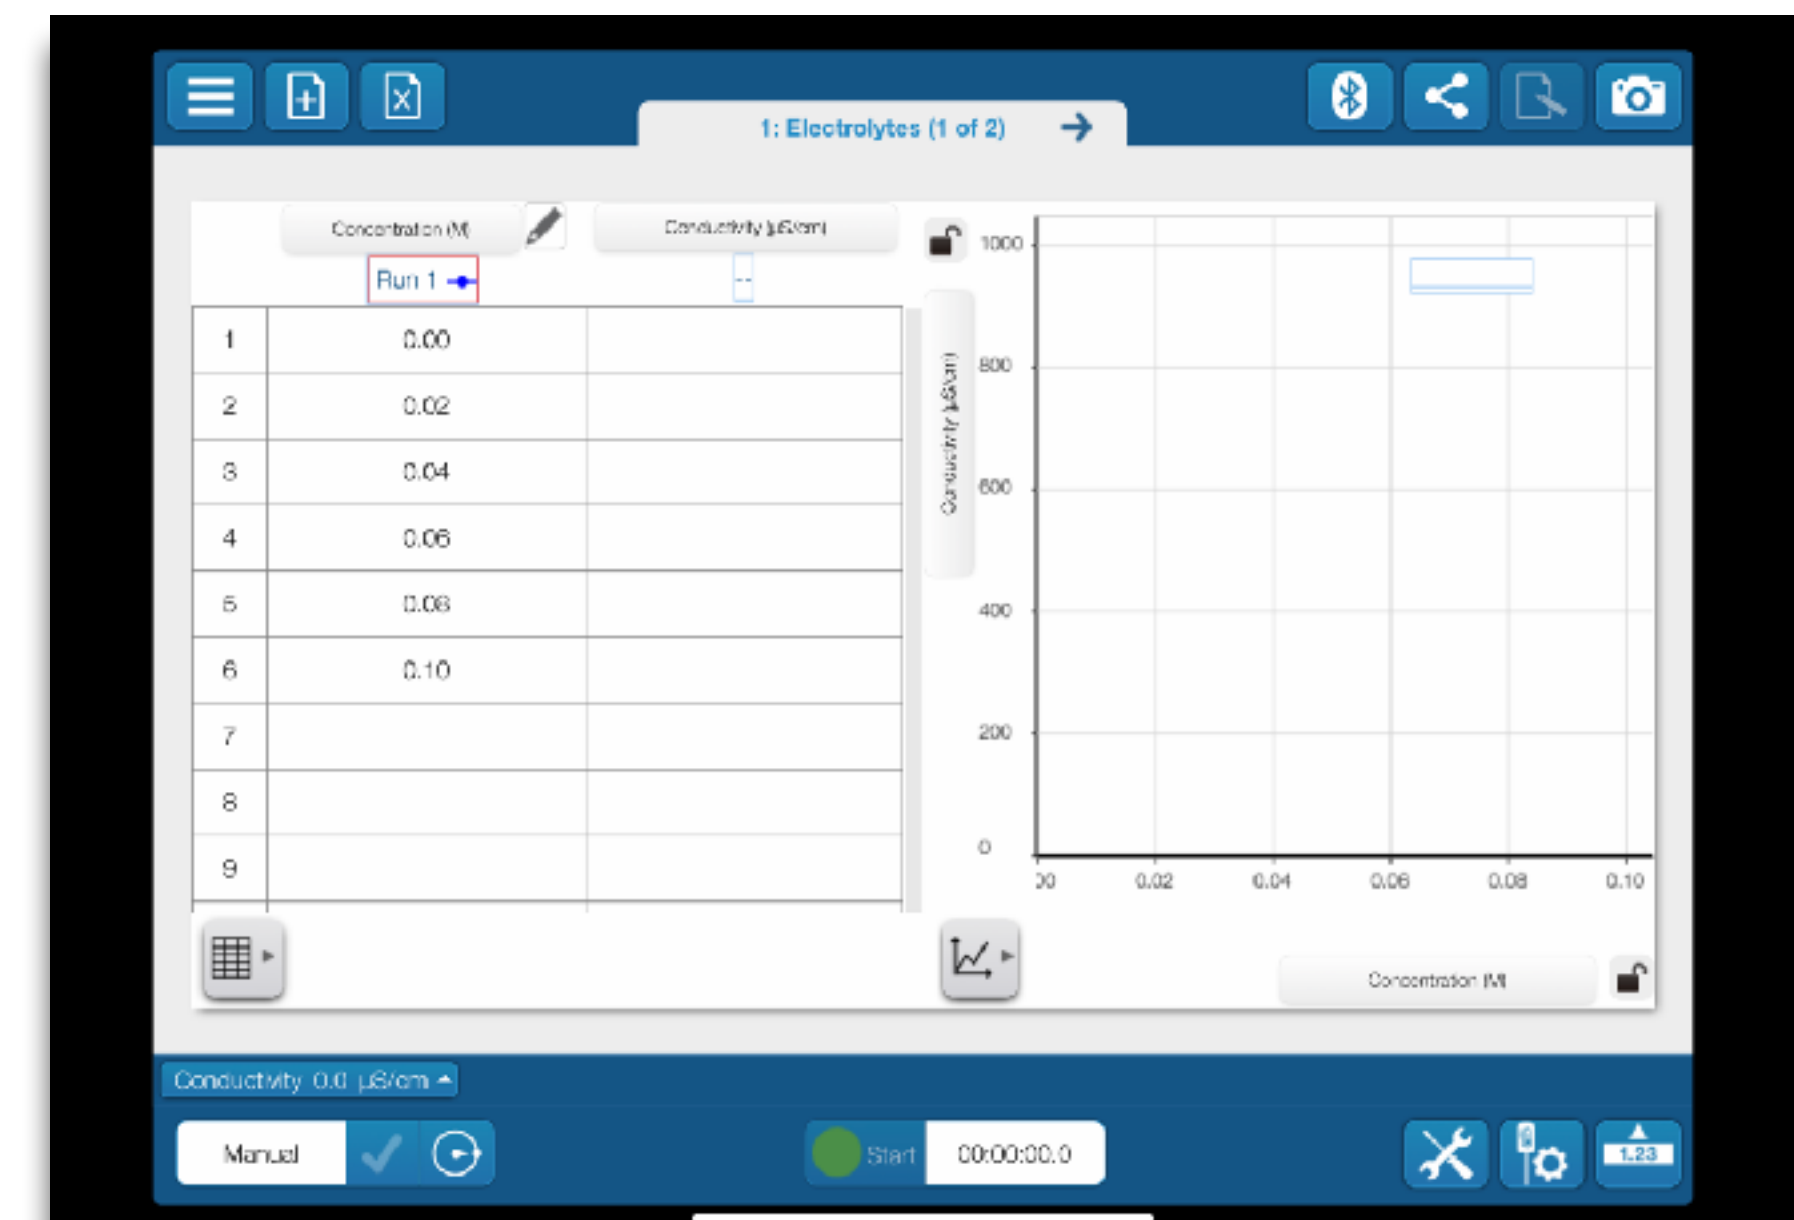 1: Electrolytes (1 of 2)
Concentration (M)
Conductivity (µS/cm)
Run 1
--
1 0.00
2 0.02
3 0.04
4 0.06
5 0.08
6 0.10
7
8
9
1000
800
600
400
200
0
Conductivity (µS/cm)
00 0.02 0.04 0.06 0.08 0.10
Concentration (M)
Conductivity 0.0 µS/cm
Manual
Start 00:00:00.0
1.23